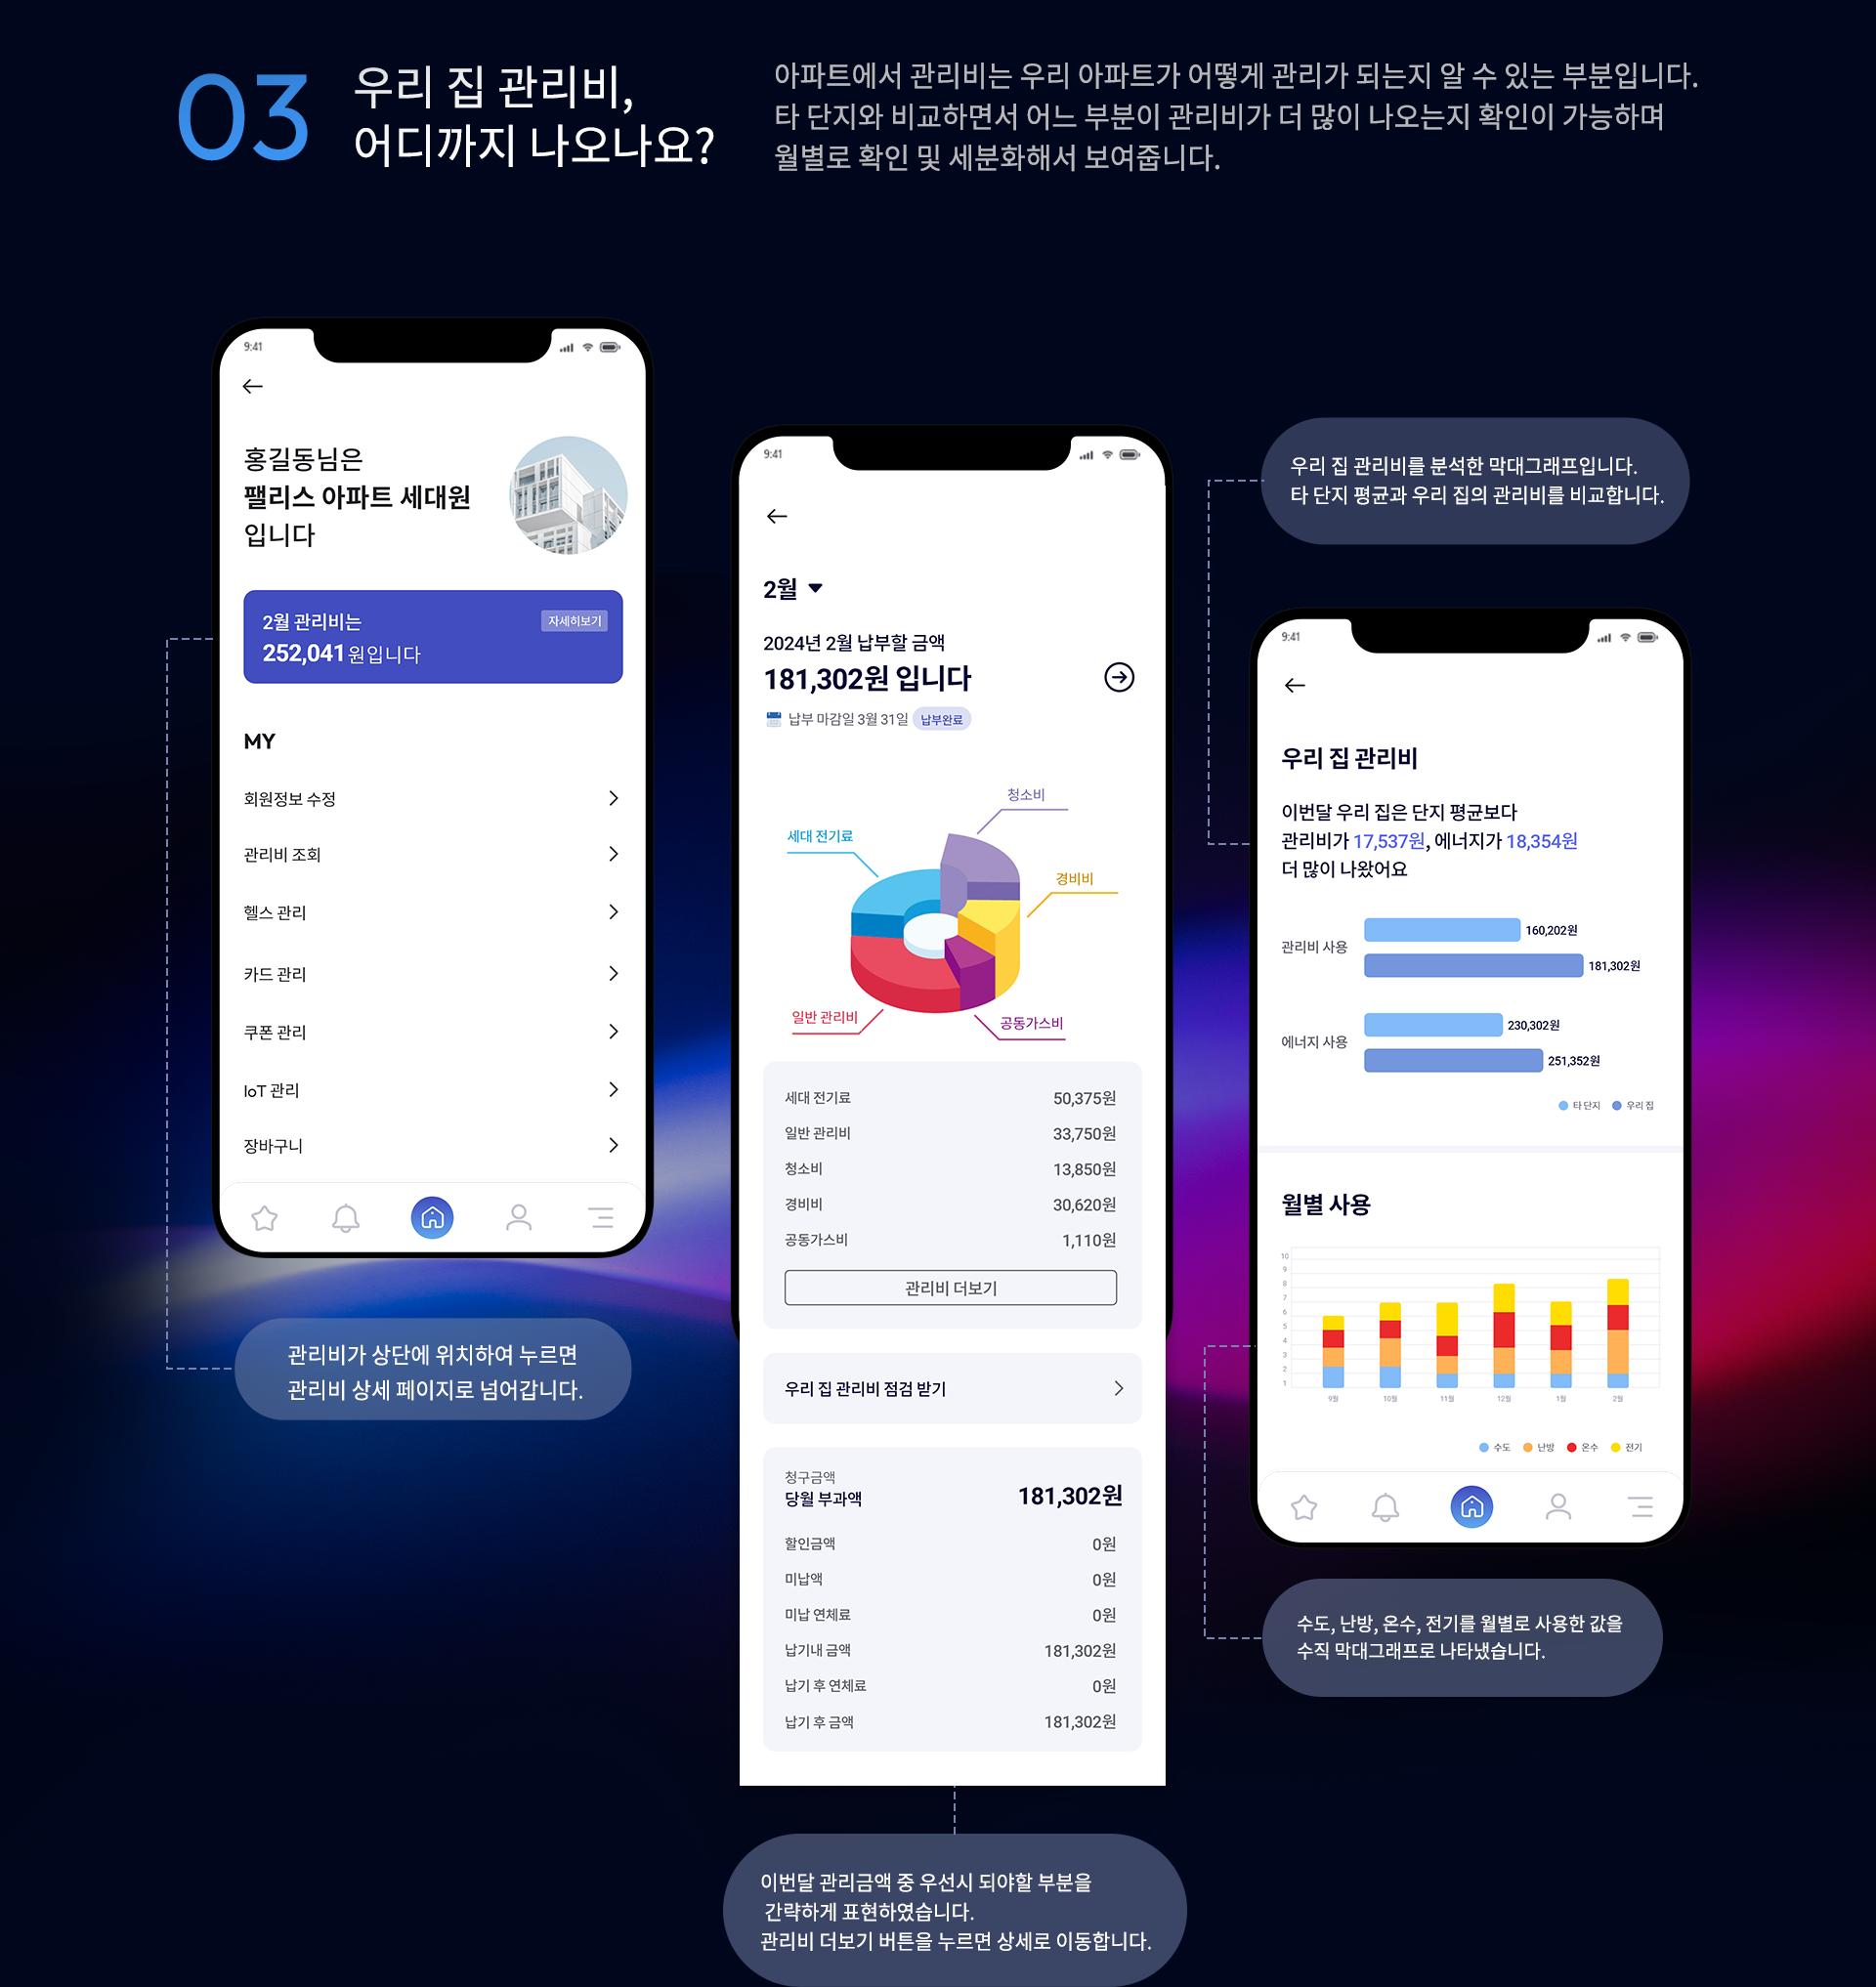 03
우리 집 관리비,
어디까지 나오나요?
아파트에서 관리비는 우리 아파트가 어떻게 관리가 되는지 알 수 있는 부분입니다.
타 단지와 비교하면서 어느 부분이 관리비가 더 많이 나오는지 확인이 가능하며
월별로 확인 및 세분화해서 보여줍니다.
9:41
홍길동님은
팰리스 아파트 세대원
입니다
2월 관리비는
자세히보기
252,041원입니다
MY
회원정보 수정
관리비 조회
헬스 관리
카드 관리
쿠폰 관리
IoT 관리
장바구니
관리비가 상단에 위치하여 누르면
관리비 상세 페이지로 넘어갑니다.
9:41
2월
2024년 2월 납부할 금액
181,302원 입니다
납부 마감일 3월 31일 납부완료
청소비
세대 전기료
경비비
일반 관리비
공동가스비
세대 전기료 50,375원
일반 관리비 33,750원
청소비 13,850원
경비비 30,620원
공동가스비 1,110원
관리비 더보기
우리 집 관리비 점검 받기
청구금액
당월 부과액 181,302원
할인금액 0원
미납액 0원
미납 연체료 0원
납기내 금액 181,302원
납기 후 연체료 0원
납기 후 금액 181,302원
이번달 관리금액 중 우선시 되야할 부분을
간략하게 표현하였습니다.
관리비 더보기 버튼을 누르면 상세로 이동합니다.
우리 집 관리비를 분석한 막대그래프입니다.
타 단지 평균과 우리 집의 관리비를 비교합니다.
9:41
우리 집 관리비
이번달 우리 집은 단지 평균보다
관리비가 17,537원, 에너지가 18,354원
더 많이 나왔어요
관리비 사용
160,202원
181,302원
에너지 사용
230,302원
251,352원
타 단지 우리 집
월별 사용
10
9
8
7
6
5
4
3
2
1
9월 10월 11월 12월 1월 2월
수도 난방 온수 전기
수도, 난방, 온수, 전기를 월별로 사용한 값을
수직 막대그래프로 나타냈습니다.